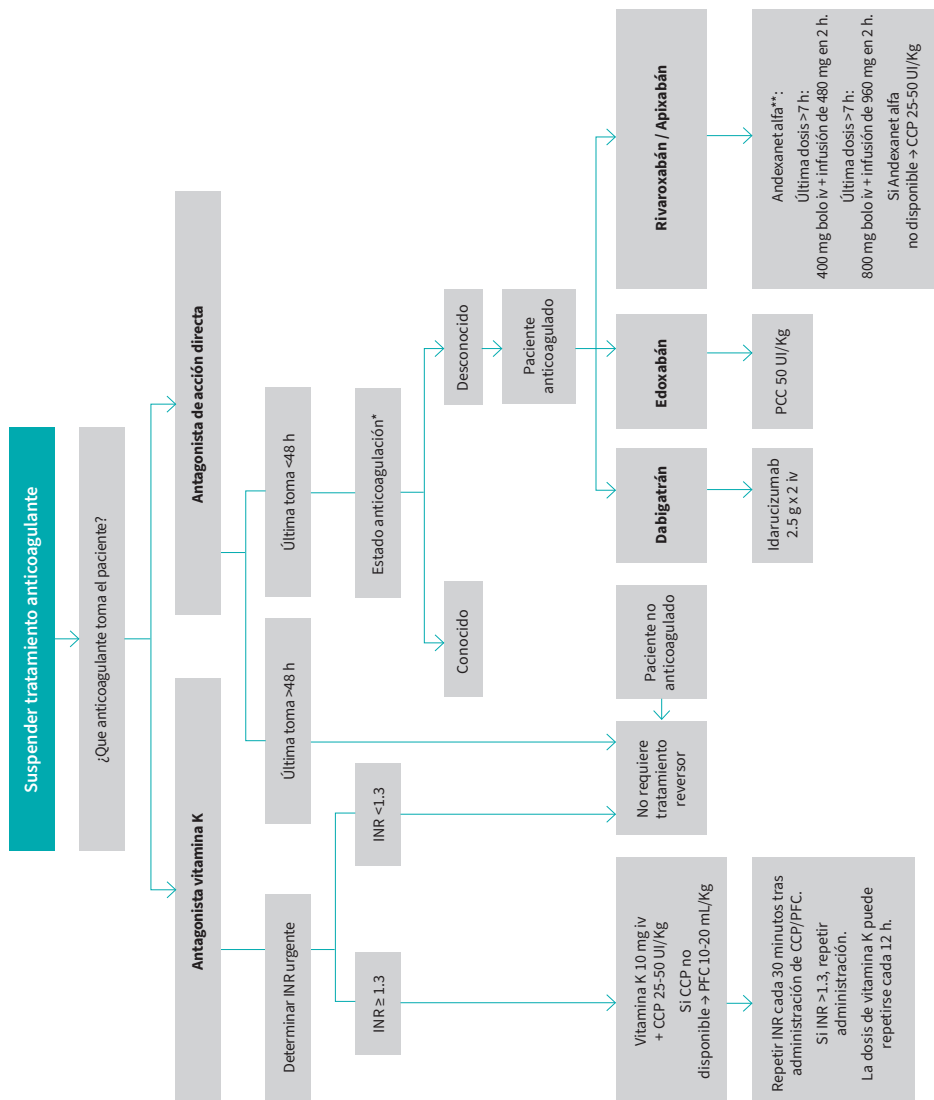 Suspender tratamiento anticoagulante
¿Que anticoagulante toma el paciente?
Antagonista vitamina K
Antagonista de acción directa
Determinar INR urgente
Última toma >48 h
Última toma <48 h
INR ≥ 1.3
INR <1.3
Estado anticoagulación*
Conocido
Desconocido
Paciente
anticoagulado
Vitamina K 10 mg iv
+ CCP 25-50 UI/Kg
Si CCP no
disponible → PFC 10-20 mL/Kg
No requiere
tratamiento
reversor
Paciente no
anticoagulado
Dabigatrán
Edoxabán
Rivaroxabán / Apixabán
Repetir INR cada 30 minutos tras
administración de CCP/PFC.
Si INR >1.3, repetir
administración.
La dosis de vitamina K puede
repetirse cada 12 h.
Idarucizumab
2.5 g x 2 iv
PCC 50 UI/Kg
Andexanet alfa**:
Última dosis >7 h:
400 mg bolo iv + infusión de 480 mg en 2 h.
Última dosis >7 h:
800 mg bolo iv + infusión de 960 mg en 2 h.
Si Andexanet alfa
no disponible → CCP 25-50 UI/Kg